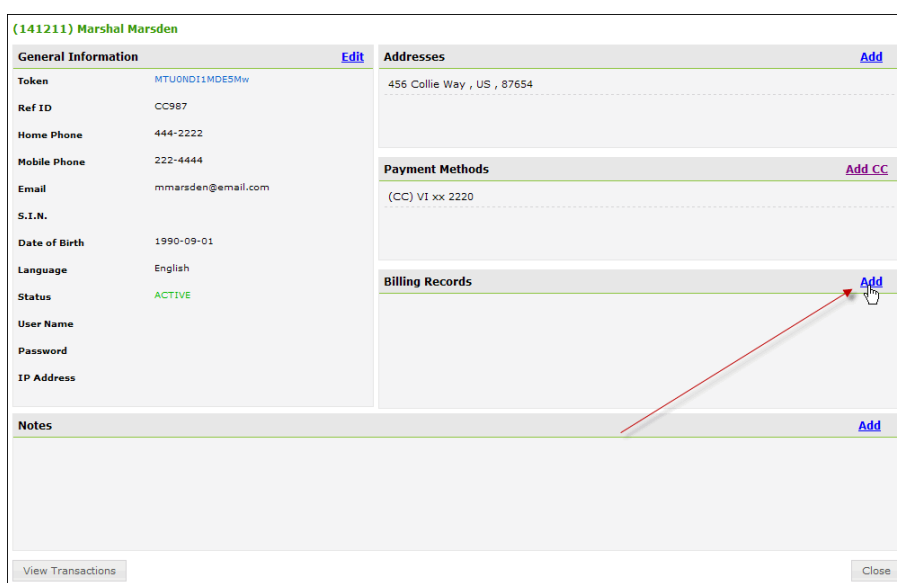 (141211) Marshal Marsden
General Information Edit
Token MTU0NDI1MDE5Mw
Ref ID CC987
Home Phone 444-2222
Mobile Phone 222-4444
Email mmarsden@email.com
S.I.N.
Date of Birth 1990-09-01
Language English
Status ACTIVE
User Name
Password
IP Address
Addresses Add
456 Collie Way , US , 87654
Payment Methods Add CC
(CC) VI xx 2220
Billing Records Add
Notes Add
View Transactions Close